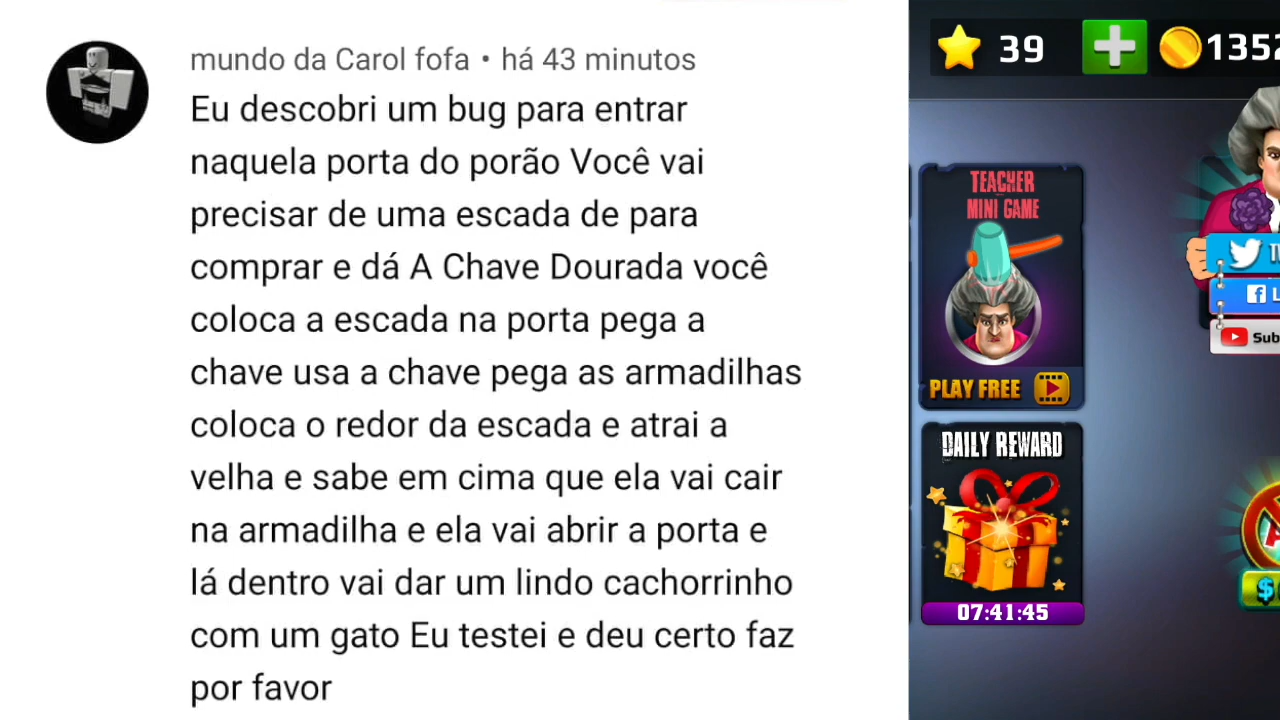 mundo da Carol fofa • há 43 minutos
Eu descobri um bug para entrar
naquela porta do porão Você vai
precisar de uma escada de para
comprar e dá A Chave Dourada você
coloca a escada na porta pega a
chave usa a chave pega as armadilhas
coloca o redor da escada e atrai a
velha e sabe em cima que ela vai cair
na armadilha e ela vai abrir a porta e
lá dentro vai dar um lindo cachorrinho
com um gato Eu testei e deu certo faz
por favor
39
1352
TEACHER
MINI GAME
PLAY FREE
DAILY REWARD
07:41:45
Sub